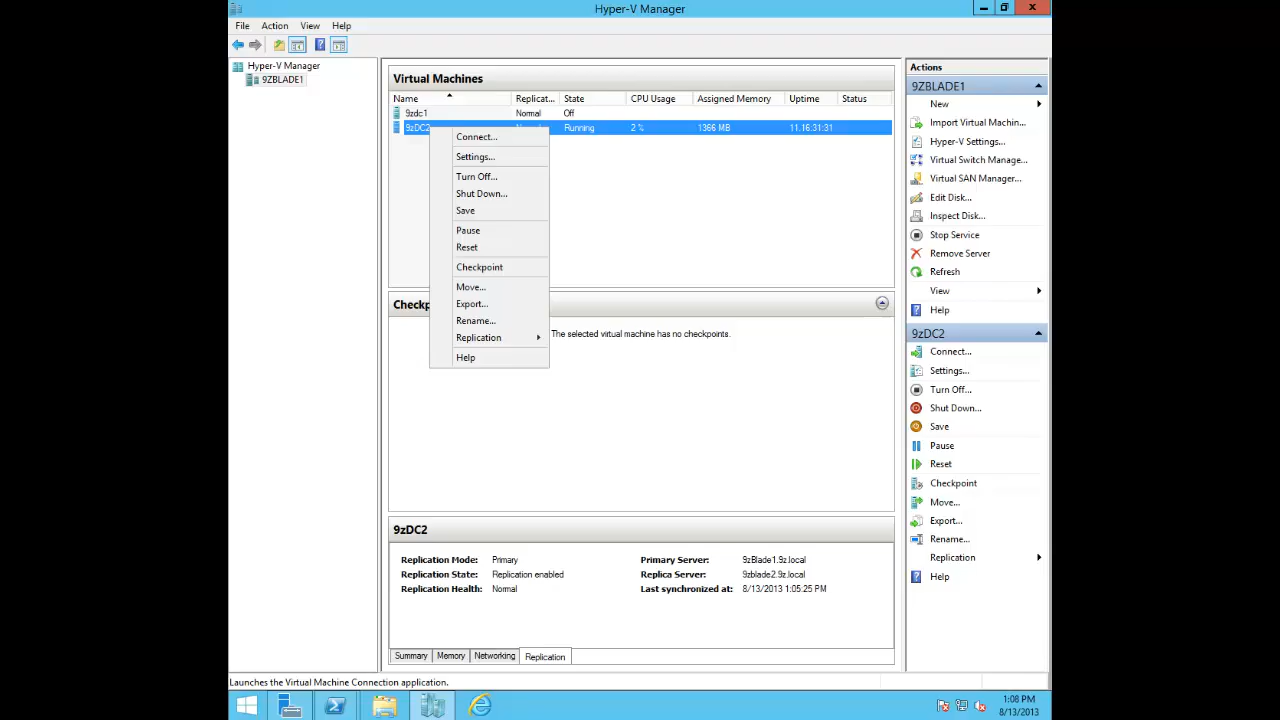 Hyper-V Manager
File Action View Help
Hyper-V Manager
9ZBLADE1
Virtual Machines
Name Replicat... State CPU Usage Assigned Memory Uptime Status
9zdc1 Normal Off
9zDC2 Running 2 % 1366 MB 11.16:31:31
Connect...
Settings...
Turn Off...
Shut Down...
Save
Pause
Reset
Checkpoint
Move...
Export...
Rename...
Replication
Help
Checkp
The selected virtual machine has no checkpoints.
9zDC2
Replication Mode: Primary Primary Server: 9zBlade1.9z.local
Replication State: Replication enabled Replica Server: 9zblade2.9z.local
Replication Health: Normal Last synchronized at: 8/13/2013 1:05:25 PM
Summary Memory Networking Replication
Actions
9ZBLADE1
New
Import Virtual Machin...
Hyper-V Settings...
Virtual Switch Manage...
Virtual SAN Manager...
Edit Disk...
Inspect Disk...
Stop Service
Remove Server
Refresh
View
Help
9zDC2
Connect...
Settings...
Turn Off...
Shut Down...
Save
Pause
Reset
Checkpoint
Move...
Export...
Rename...
Replication
Help
Launches the Virtual Machine Connection application.
1:08 PM
8/13/2013